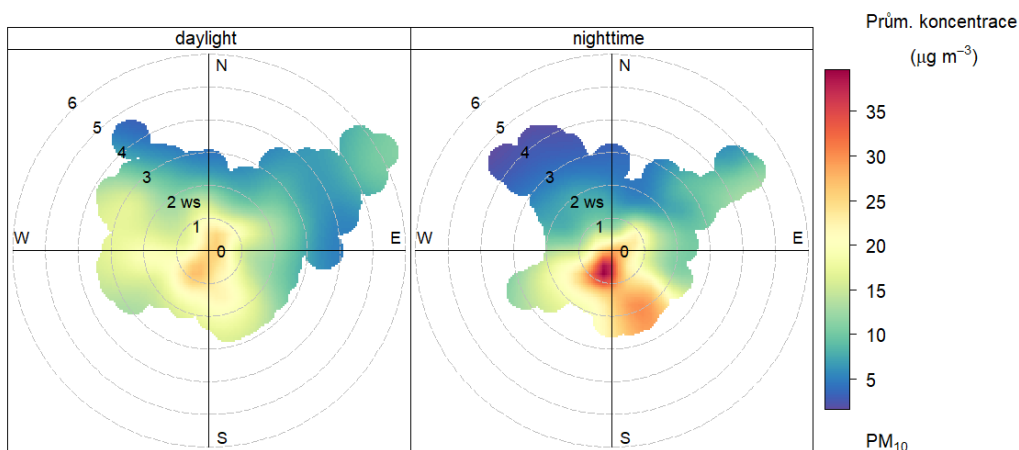 daylight
nighttime
Prům. koncentrace
(μg m⁻³)
N
6
5
4
3
2 ws
1
0
W
E
S
N
6
5
4
3
2 ws
1
0
W
E
S
35
30
25
20
15
10
5
PM₁₀